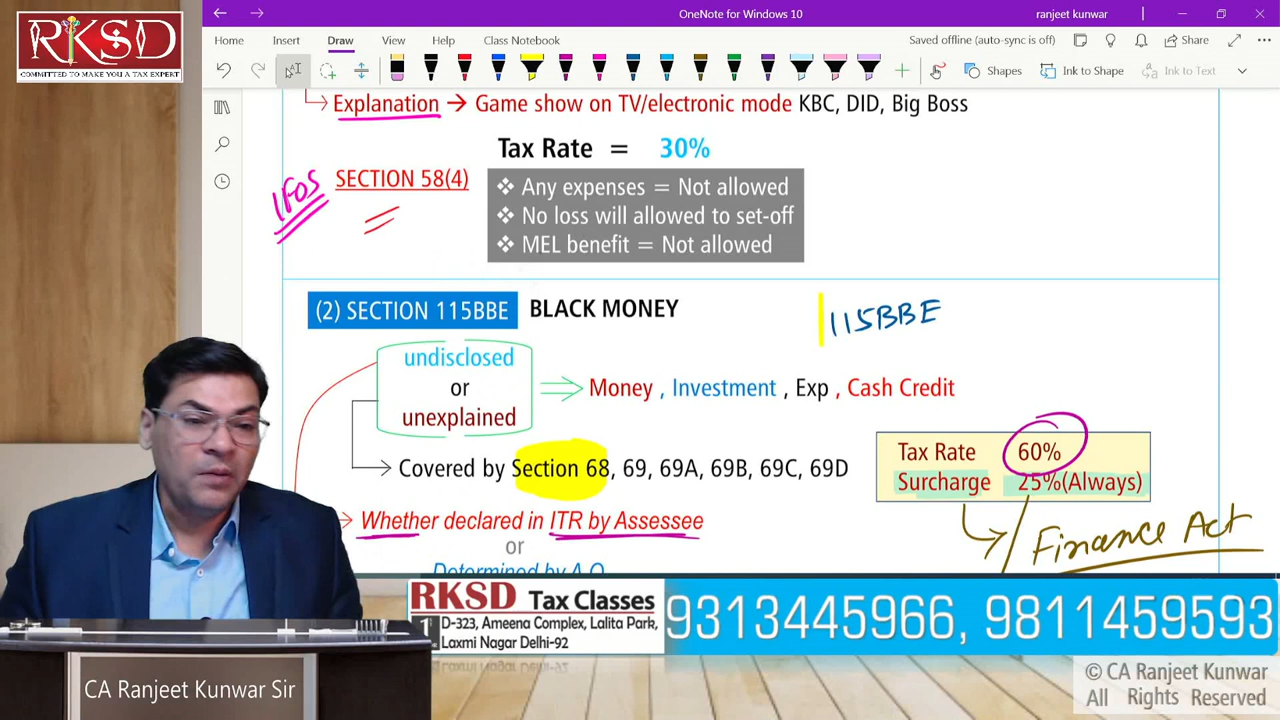 RKSD
COMMITTED TO MAKE YOU A TAX EXPERT
OneNote for Windows 10
ranjeet kunwar
Home Insert Draw View Help Class Notebook
Saved offline (auto-sync is off)
Share
Shapes
Ink to Shape
Ink to Text
Explanation → Game show on TV/electronic mode KBC, DID, Big Boss
Tax Rate = 30%
IFOS
SECTION 58(4)
❖ Any expenses = Not allowed
❖ No loss will allowed to set-off
❖ MEL benefit = Not allowed
(2) SECTION 115BBE BLACK MONEY
115BBE
undisclosed
or
unexplained
Money , Investment , Exp , Cash Credit
Covered by Section 68, 69, 69A, 69B, 69C, 69D
Tax Rate 60%
Surcharge 25%(Always)
Finance Act
Whether declared in ITR by Assessee
or
Determined by A.O
RKSD Tax Classes
D-323, Ameena Complex, Lalita Park,
Laxmi Nagar Delhi-92
9313445966, 9811459593
CA Ranjeet Kunwar Sir
© CA Ranjeet Kunwar
All Rights Reserved